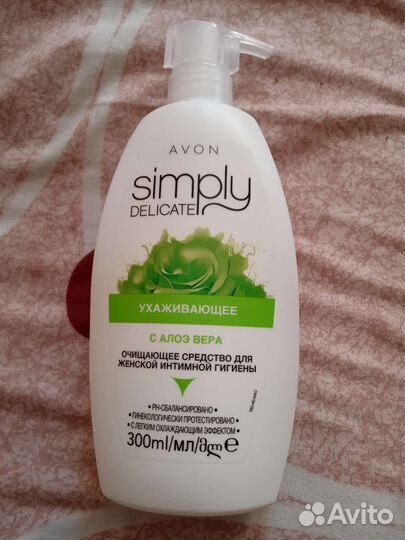 AVON
simply
DELICATE
УХАЖИВАЮЩЕЕ
С АЛОЭ ВЕРА
ОЧИЩАЮЩЕЕ СРЕДСТВО ДЛЯ
ЖЕНСКОЙ ИНТИМНОЙ ГИГИЕНЫ
• PH-СБАЛАНСИРОВАНО •
• ГИНЕКОЛОГИЧЕСКИ ПРОТЕСТИРОВАНО •
• С ЛЕГКИМ ОХЛАЖДАЮЩИМ ЭФФЕКТОМ •
300ml/мл/მლ e
Avito